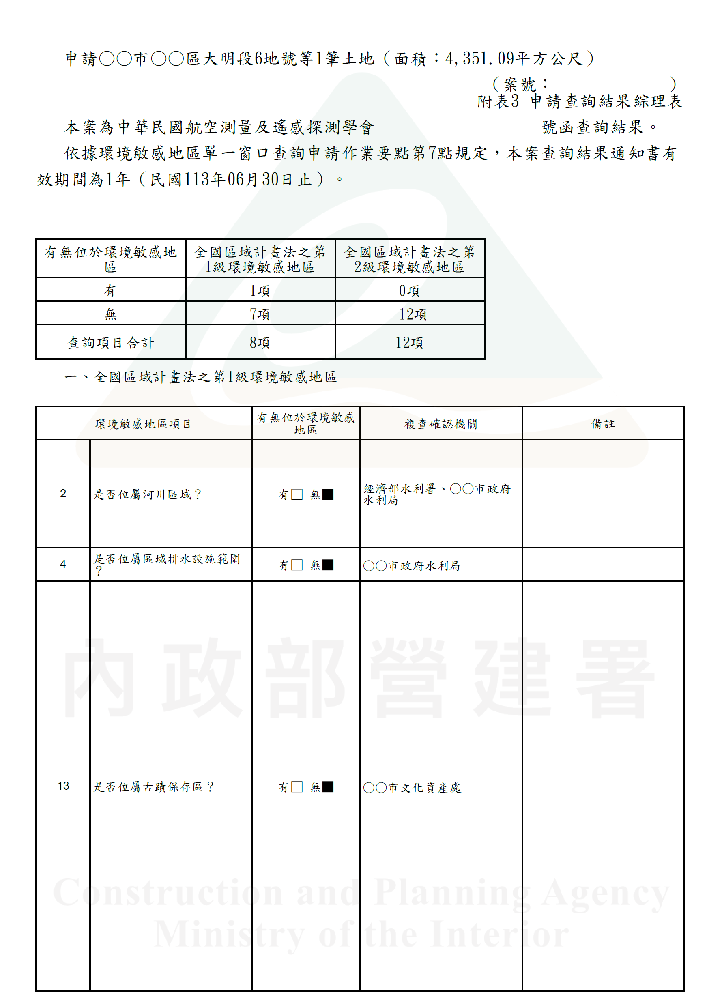 申請○○市○○區大明段6地號等1筆土地（面積：4,351.09平方公尺）
（案號：　　　　　　　）
附表3 申請查詢結果綜理表
本案為中華民國航空測量及遙感探測學會　　　　　　　　　號函查詢結果。
依據環境敏感地區單一窗口查詢申請作業要點第7點規定，本案查詢結果通知書有
效期間為1年（民國113年06月30日止）。
有無位於環境敏感地
區
全國區域計畫法之第
1級環境敏感地區
全國區域計畫法之第
2級環境敏感地區
有 1項 0項
無 7項 12項
查詢項目合計 8項 12項
一、全國區域計畫法之第1級環境敏感地區
環境敏感地區項目
有無位於環境敏感
地區
複查確認機關
備註
2
是否位屬河川區域？
有□ 無■
經濟部水利署、○○市政府
水利局
4
是否位屬區域排水設施範圍
？
有□ 無■
○○市政府水利局
13
是否位屬古蹟保存區？
有□ 無■
○○市文化資產處
內政部營建署
Construction and Planning Agency
Ministry of the Interior